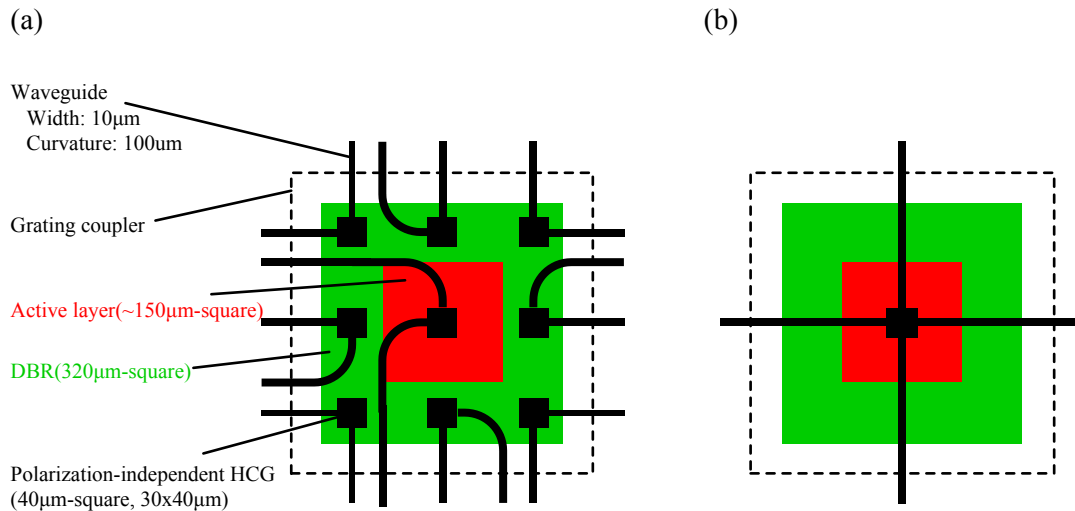 (a)
(b)
Waveguide
Width: 10μm
Curvature: 100um
Grating coupler
Active layer(~150μm-square)
DBR(320μm-square)
Polarization-independent HCG
(40μm-square, 30x40μm)